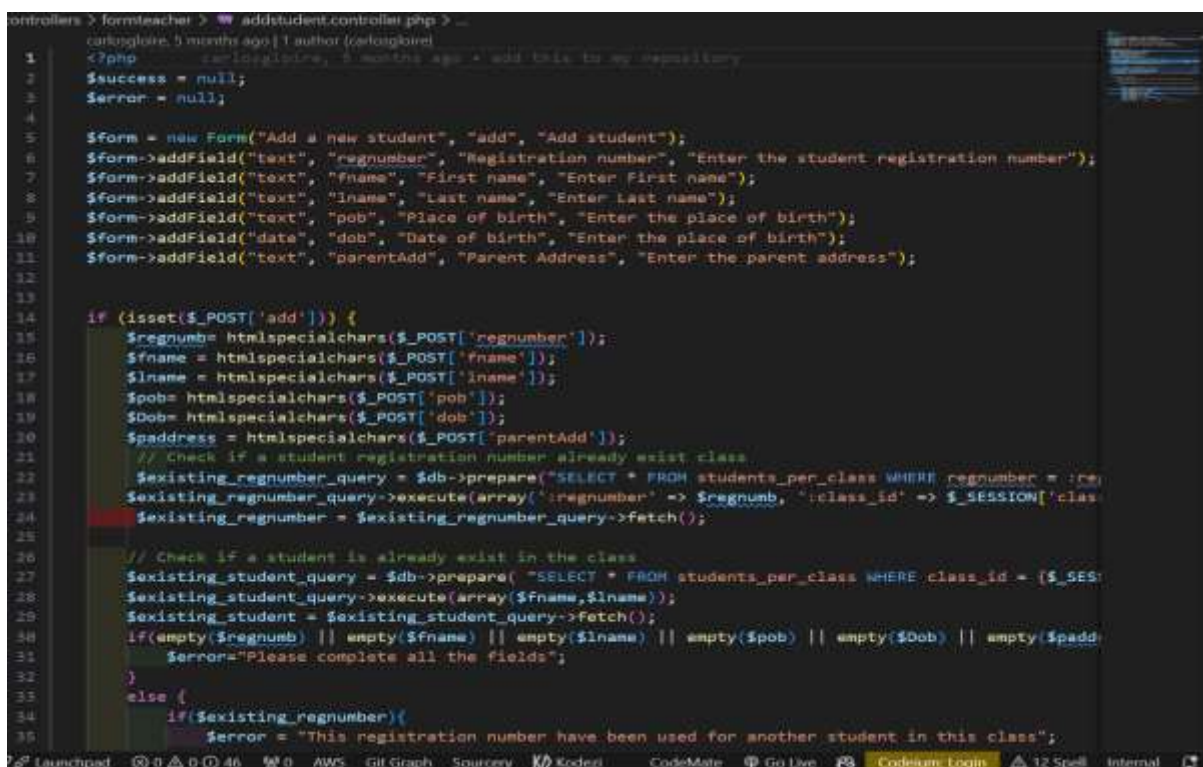 controllers > formteacher > addstudent.controller.php > ...
carlosgloire, 5 months ago | 1 author (carlosgloire)
1 <?php carlosgloire, 5 months ago • add this to my repository
2 $success = null;
3 $error = null;
4
5 $form = new Form("Add a new student", "add", "Add student");
6 $form->addField("text", "regnumber", "Registration number", "Enter the student registration number");
7 $form->addField("text", "fname", "First name", "Enter First name");
8 $form->addField("text", "lname", "Last name", "Enter Last name");
9 $form->addField("text", "pob", "Place of birth", "Enter the place of birth");
10 $form->addField("date", "dob", "Date of birth", "Enter the place of birth");
11 $form->addField("text", "parentAdd", "Parent Address", "Enter the parent address");
12
13
14 if (isset($_POST['add'])) {
15 $regnumb= htmlspecialchars($_POST['regnumber']);
16 $fname = htmlspecialchars($_POST['fname']);
17 $lname = htmlspecialchars($_POST['lname']);
18 $pob= htmlspecialchars($_POST['pob']);
19 $Dob= htmlspecialchars($_POST['dob']);
20 $paddress = htmlspecialchars($_POST['parentAdd']);
21 // Check if a student registration number already exist class
22 $existing_regnumber_query = $db->prepare("SELECT * FROM students_per_class WHERE regnumber = :re
23 $existing_regnumber_query->execute(array(':regnumber' => $regnumb, ':class_id' => $_SESSION['clas
24 $existing_regnumber = $existing_regnumber_query->fetch();
25
26 // Check if a student is already exist in the class
27 $existing_student_query = $db->prepare( "SELECT * FROM students_per_class WHERE class_id = {$_SES
28 $existing_student_query->execute(array($fname,$lname));
29 $existing_student = $existing_student_query->fetch();
30 if(empty($regnumb) || empty($fname) || empty($lname) || empty($pob) || empty($Dob) || empty($padd
31 $error="Please complete all the fields";
32 }
33 else {
34 if($existing_regnumber){
35 $error = "This registration number have been used for another student in this class";
Launchpad 0 0 46 0 AWS Git Graph Sourcery Kodezi CodeMate Go Live Codeium: Login 12 Spell Internal